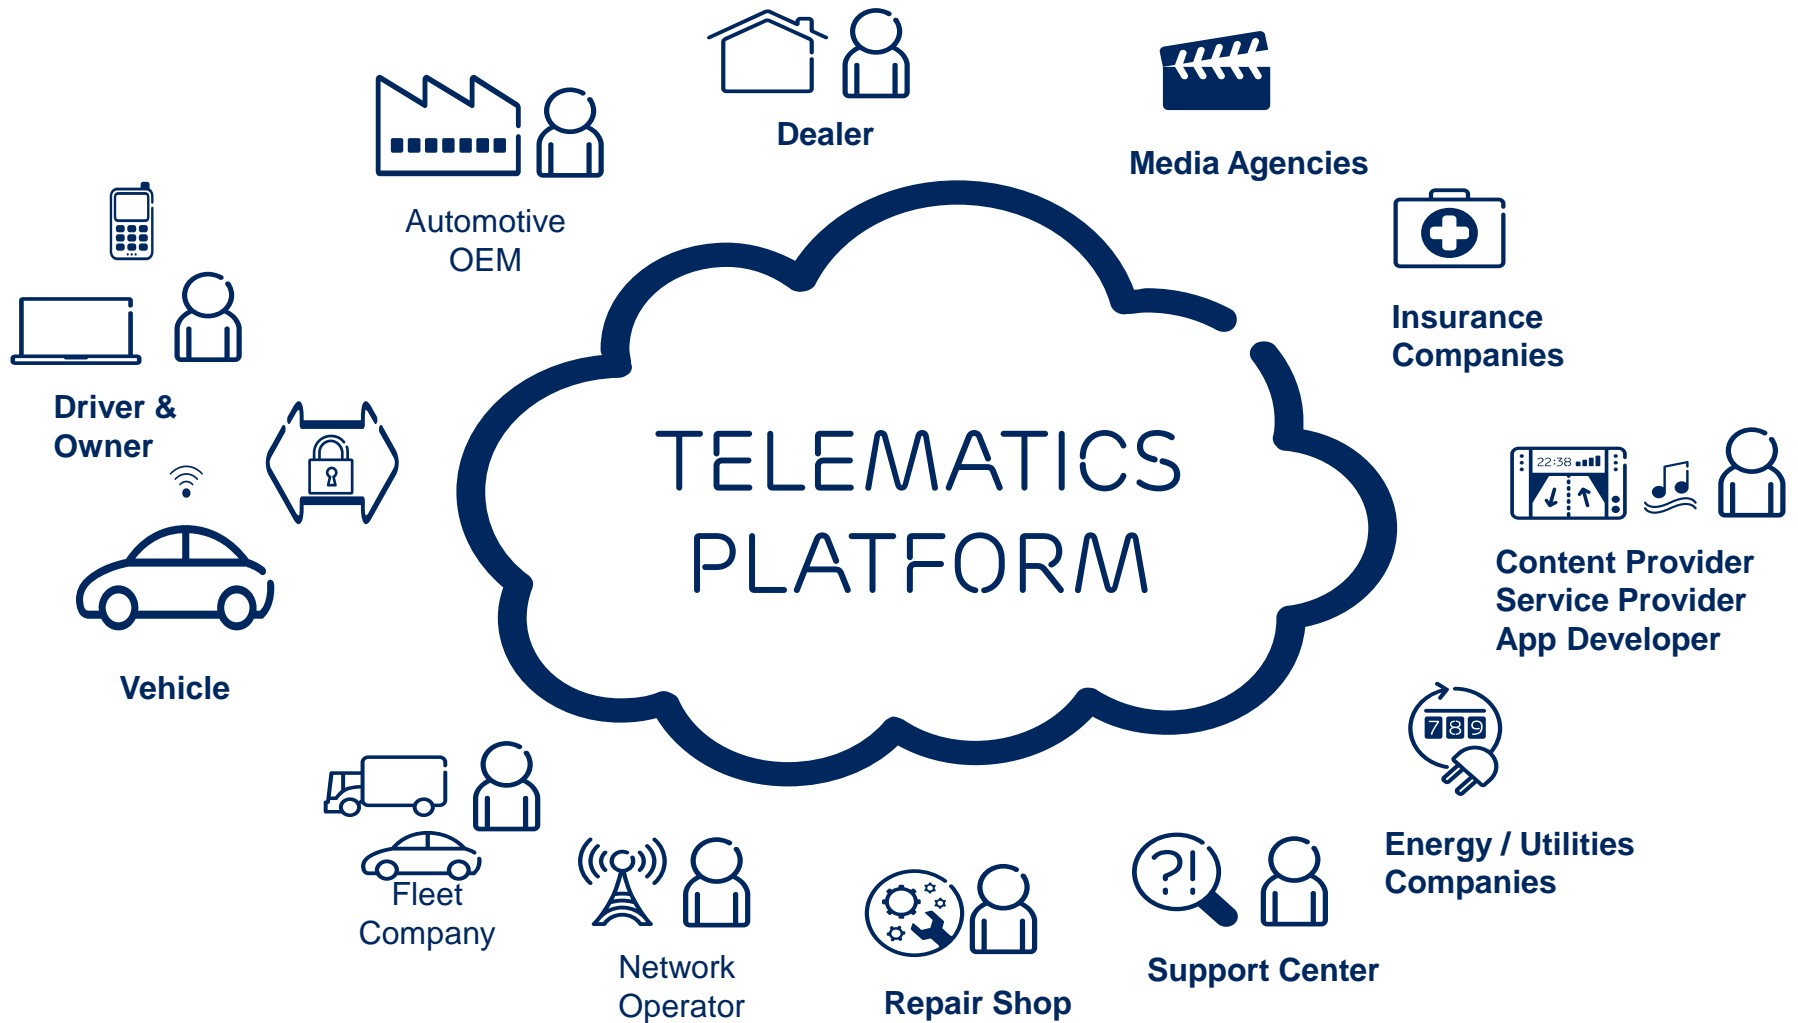 Dealer
Media Agencies
Automotive
OEM
Insurance
Companies
Driver &
Owner
TELEMATICS
PLATFORM
22:38
Content Provider
Service Provider
App Developer
Vehicle
789
Energy / Utilities
Companies
?!
Fleet
Company
Network
Operator
Repair Shop
Support Center